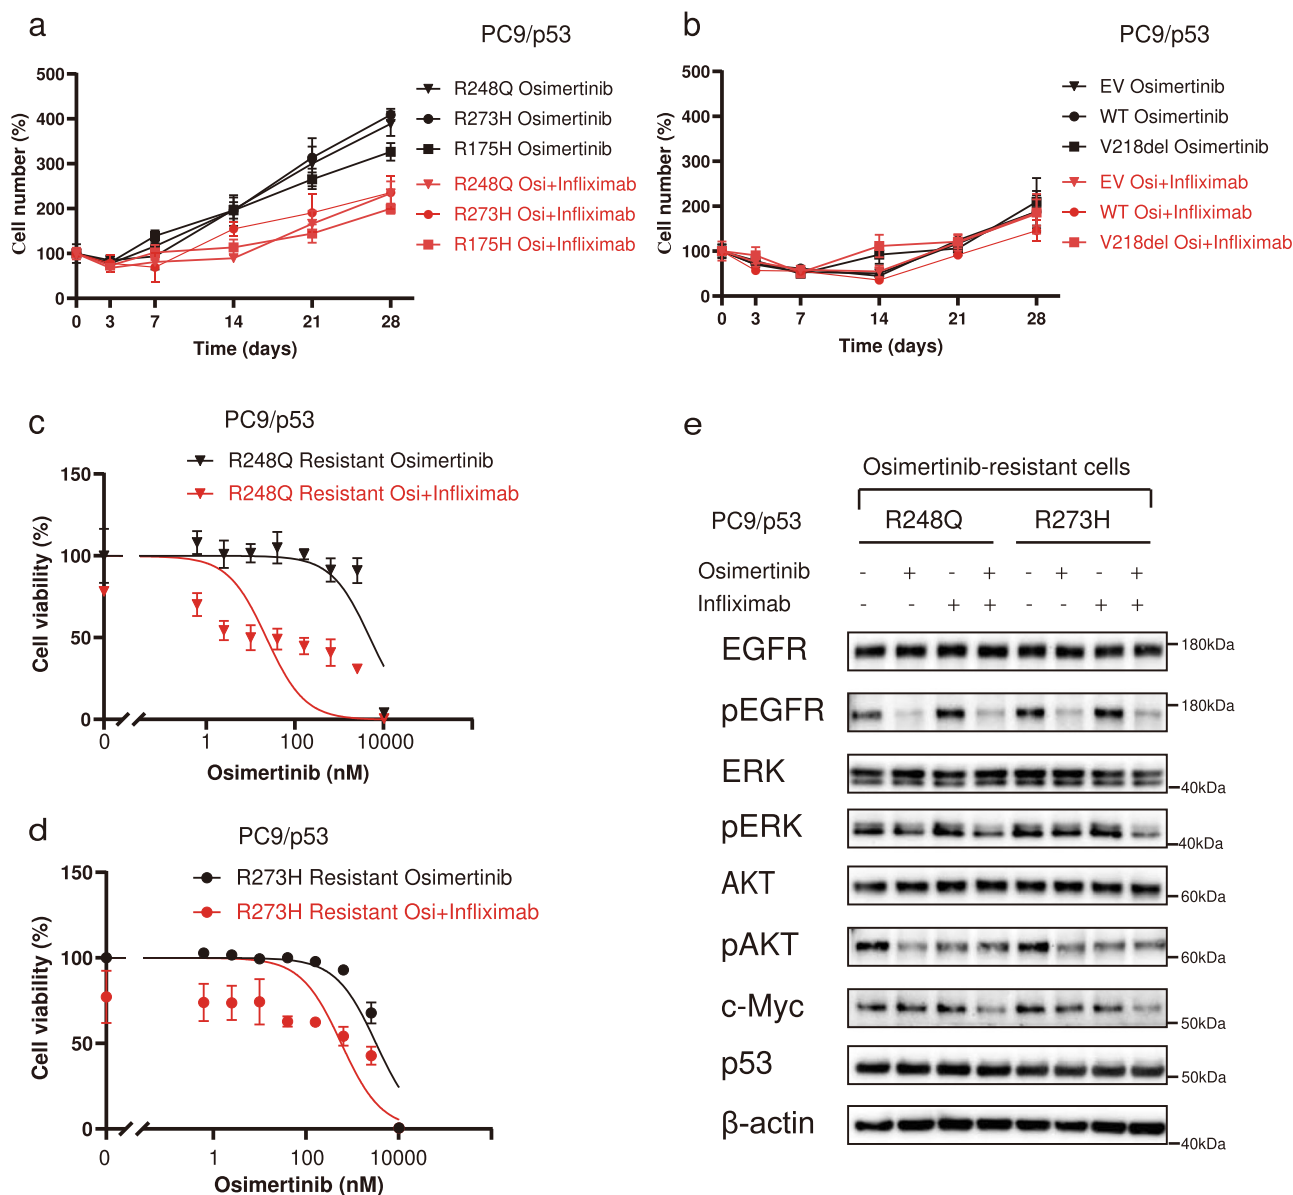 a
PC9/p53
Cell number (%)
500
400
300
200
100
0
0 3 7 14 21 28
Time (days)
R248Q Osimertinib
R273H Osimertinib
R175H Osimertinib
R248Q Osi+Infliximab
R273H Osi+Infliximab
R175H Osi+Infliximab
b
PC9/p53
Cell number (%)
500
400
300
200
100
0
0 3 7 14 21 28
Time (days)
EV Osimertinib
WT Osimertinib
V218del Osimertinib
EV Osi+Infliximab
WT Osi+Infliximab
V218del Osi+Infliximab
c
PC9/p53
R248Q Resistant Osimertinib
R248Q Resistant Osi+Infliximab
Cell viability (%)
150
100
50
0
0 1 100 10000
Osimertinib (nM)
d
PC9/p53
R273H Resistant Osimertinib
R273H Resistant Osi+Infliximab
Cell viability (%)
150
100
50
0
0 1 100 10000
Osimertinib (nM)
e
Osimertinib-resistant cells
PC9/p53 R248Q R273H
Osimertinib - + - + - + - +
Infliximab - - + + - - + +
EGFR 180kDa
pEGFR 180kDa
ERK 40kDa
pERK 40kDa
AKT 60kDa
pAKT 60kDa
c-Myc 50kDa
p53 50kDa
β-actin 40kDa